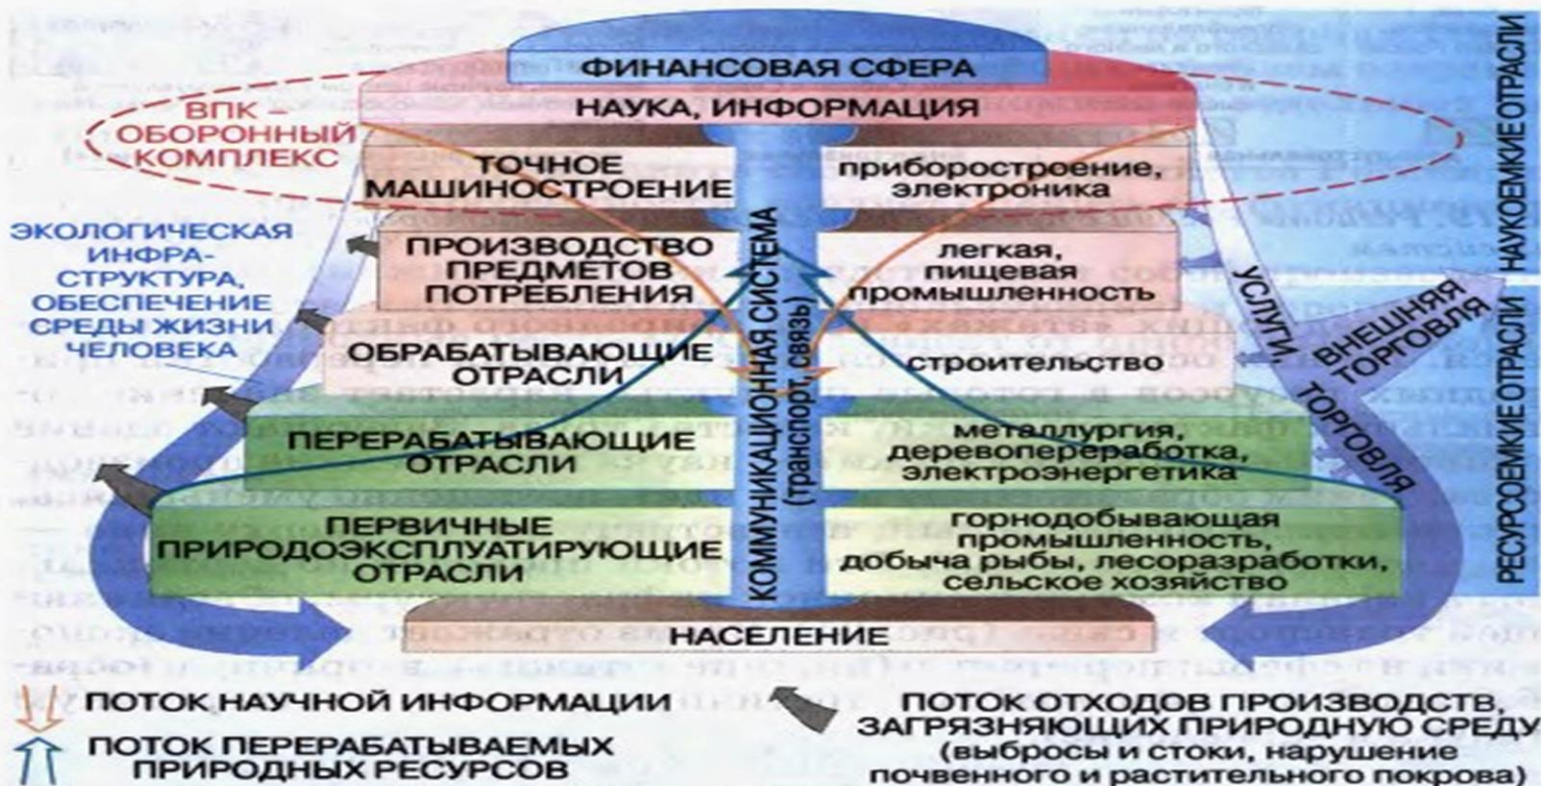 ФИНАНСОВАЯ СФЕРА
НАУКА, ИНФОРМАЦИЯ
ВПК –
ОБОРОННЫЙ
КОМПЛЕКС
ТОЧНОЕ
МАШИНОСТРОЕНИЕ
приборостроение,
электроника
ЭКОЛОГИЧЕСКАЯ
ИНФРА-
СТРУКТУРА,
ОБЕСПЕЧЕНИЕ
СРЕДЫ ЖИЗНИ
ЧЕЛОВЕКА
ПРОИЗВОДСТВО
ПРЕДМЕТОВ
ПОТРЕБЛЕНИЯ
легкая,
пищевая
промышленность
ОБРАБАТЫВАЮЩИЕ
ОТРАСЛИ
строительство
ПЕРЕРАБАТЫВАЮЩИЕ
ОТРАСЛИ
металлургия,
деревопереработка,
электроэнергетика
ПЕРВИЧНЫЕ
ПРИРОДОЭКСПЛУАТИРУЮЩИЕ
ОТРАСЛИ
горнодобывающая
промышленность,
добыча рыбы, лесоразработки,
сельское хозяйство
КОММУНИКАЦИОННАЯ СИСТЕМА
(транспорт, связь)
УСЛУГИ,
ТОРГОВЛЯ
ВНЕШНЯЯ
ТОРГОВЛЯ
НАУКОЕМКИЕ ОТРАСЛИ
РЕСУРСОЕМКИЕ ОТРАСЛИ
НАСЕЛЕНИЕ
ПОТОК НАУЧНОЙ ИНФОРМАЦИИ
ПОТОК ПЕРЕРАБАТЫВАЕМЫХ
ПРИРОДНЫХ РЕСУРСОВ
ПОТОК ОТХОДОВ ПРОИЗВОДСТВ,
ЗАГРЯЗНЯЮЩИХ ПРИРОДНУЮ СРЕДУ
(выбросы и стоки, нарушение
почвенного и растительного покрова)